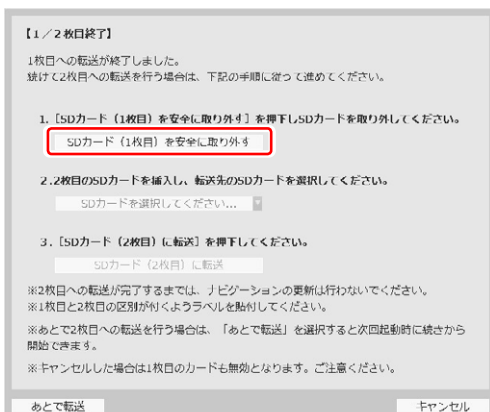 【1/2枚目終了】
1枚目への転送が終了しました。
続けて2枚目への転送を行う場合は、下記の手順に従って進めてください。
1.［SDカード（1枚目）を安全に取り外す］を押下しSDカードを取り外してください。
SDカード（1枚目）を安全に取り外す
2.2枚目のSDカードを挿入し、転送先のSDカードを選択してください。
SDカードを選択してください...
3.［SDカード（2枚目）に転送］を押下してください。
SDカード（2枚目）に転送
※2枚目への転送が完了するまでは、ナビゲーションの更新は行わないでください。
※1枚目と2枚目の区別が付くようラベルを貼付してください。
※あとで2枚目への転送を行う場合は、「あとで転送」を選択すると次回起動時に続きから
開始できます。
※キャンセルした場合は1枚目のカードも無効となります。ご注意ください。
あとで転送
キャンセル